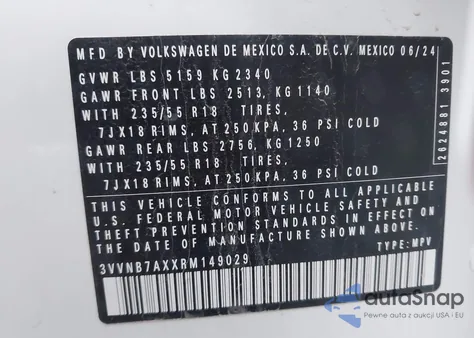 MFD BY VOLKSWAGEN DE MEXICO S.A. DE C.V. MEXICO 06/24
GVWR LBS 5159 KG 2340
GAWR FRONT LBS 2513, KG 1140
WITH 235/55 R18 TIRES,
7JX18 RIMS, AT 250 KPA, 36 PSI COLD
GAWR REAR LBS 2756, KG 1250
WITH 235/55 R18 TIRES,
7JX18 RIMS, AT 250 KPA, 36 PSI COLD
THIS VEHICLE CONFORMS TO ALL APPLICABLE
U.S. FEDERAL MOTOR VEHICLE SAFETY AND
THEFT PREVENTION STANDARDS IN EFFECT ON
THE DATE OF MANUFACTURE SHOWN ABOVE.
3VVNB7AXXRM149029
TYPE: MPV
2624881 3901
autoSnap
Pewne auta z USA i EU